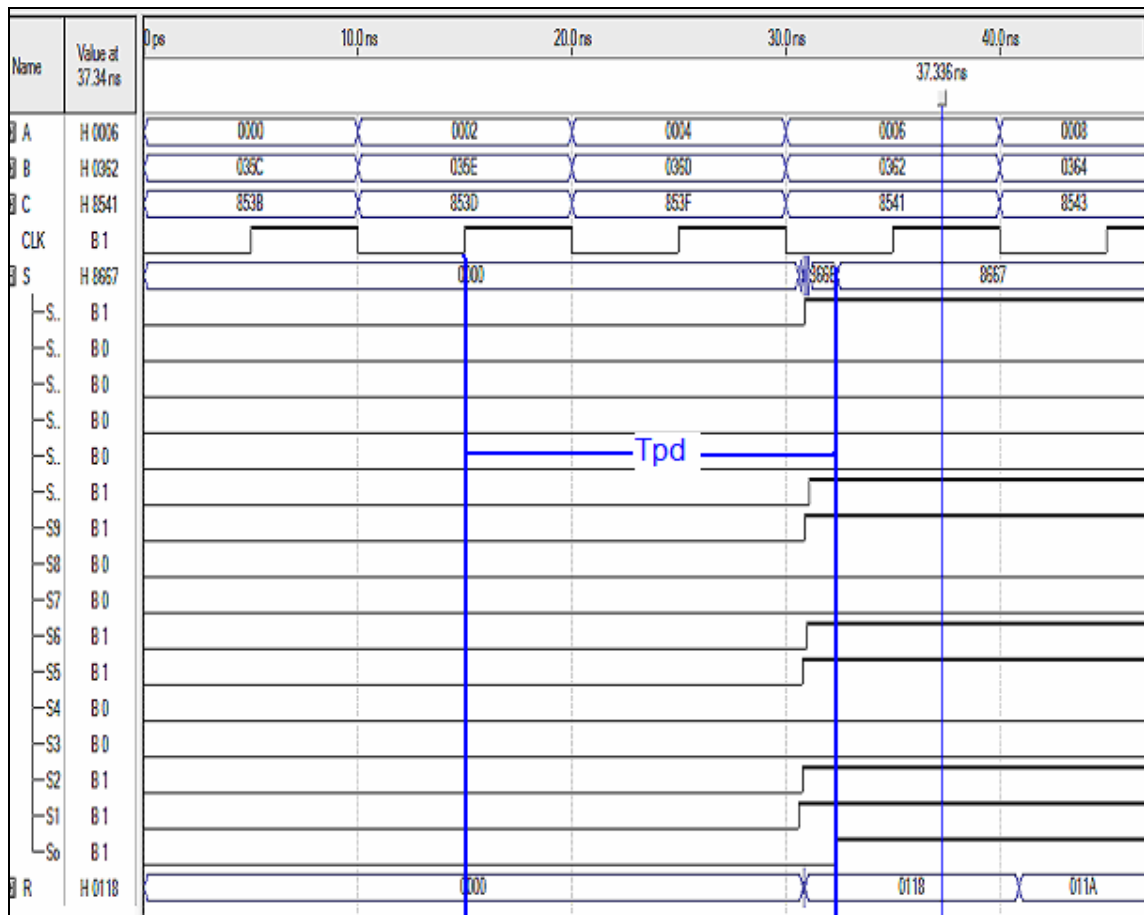 Name Value at 37.34 ns 0 ps 10.0 ns 20.0 ns 30.0 ns 40.0 ns
37.336 ns
A H 0006 0000 0002 0004 0006 0008
B H 0362 035C 035E 0360 0362 0364
C H 8541 853B 853D 853F 8541 8543
CLK B 1
S H 8667 0000 8667
S.. B 1
S.. B 0
S.. B 0
S.. B 0
S.. B 0
Tpd
S.. B 1
S9 B 1
S8 B 0
S7 B 0
S6 B 1
S5 B 1
S4 B 0
S3 B 0
S2 B 1
S1 B 1
So B 1
R H 0118 0000 0118 011A